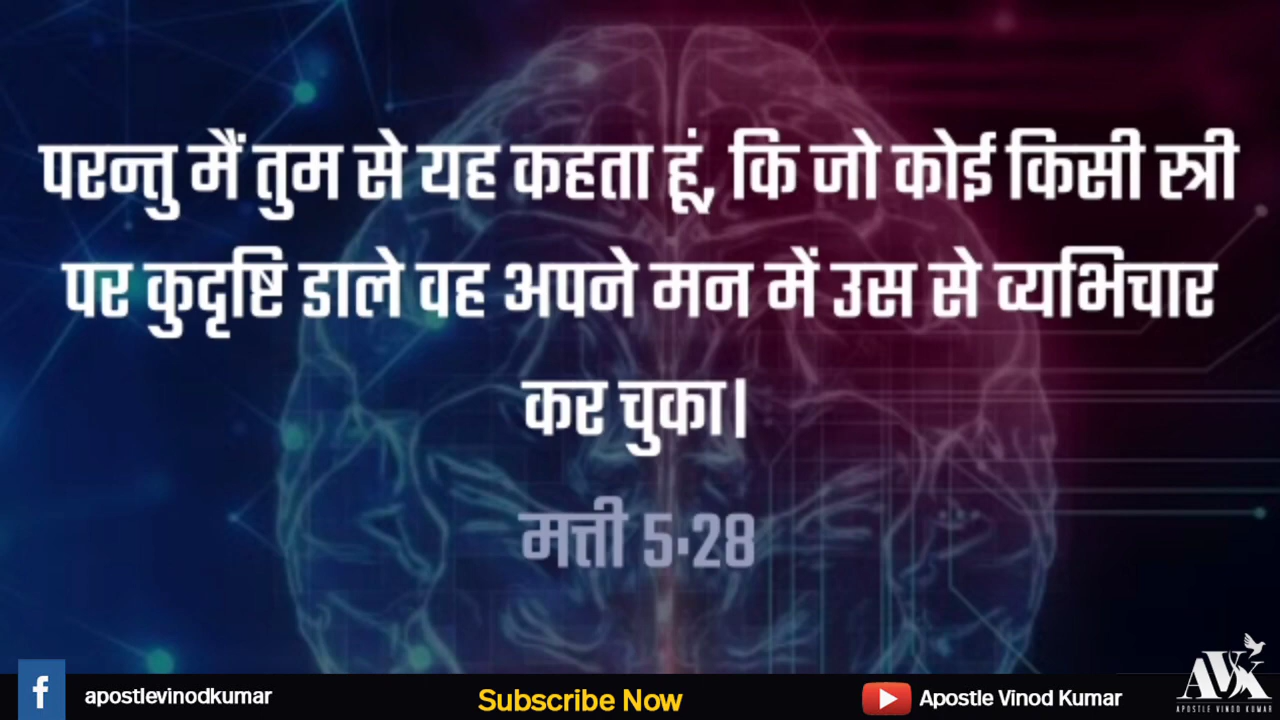 परन्तु मैं तुम से यह कहता हूं, कि जो कोई किसी स्त्री
पर कुदृष्टि डाले वह अपने मन में उस से व्यभिचार
कर चुका।
मत्ती 5:28
f apostlevinodkumar
Subscribe Now
Apostle Vinod Kumar
AVK
APOSTLE VINOD KUMAR